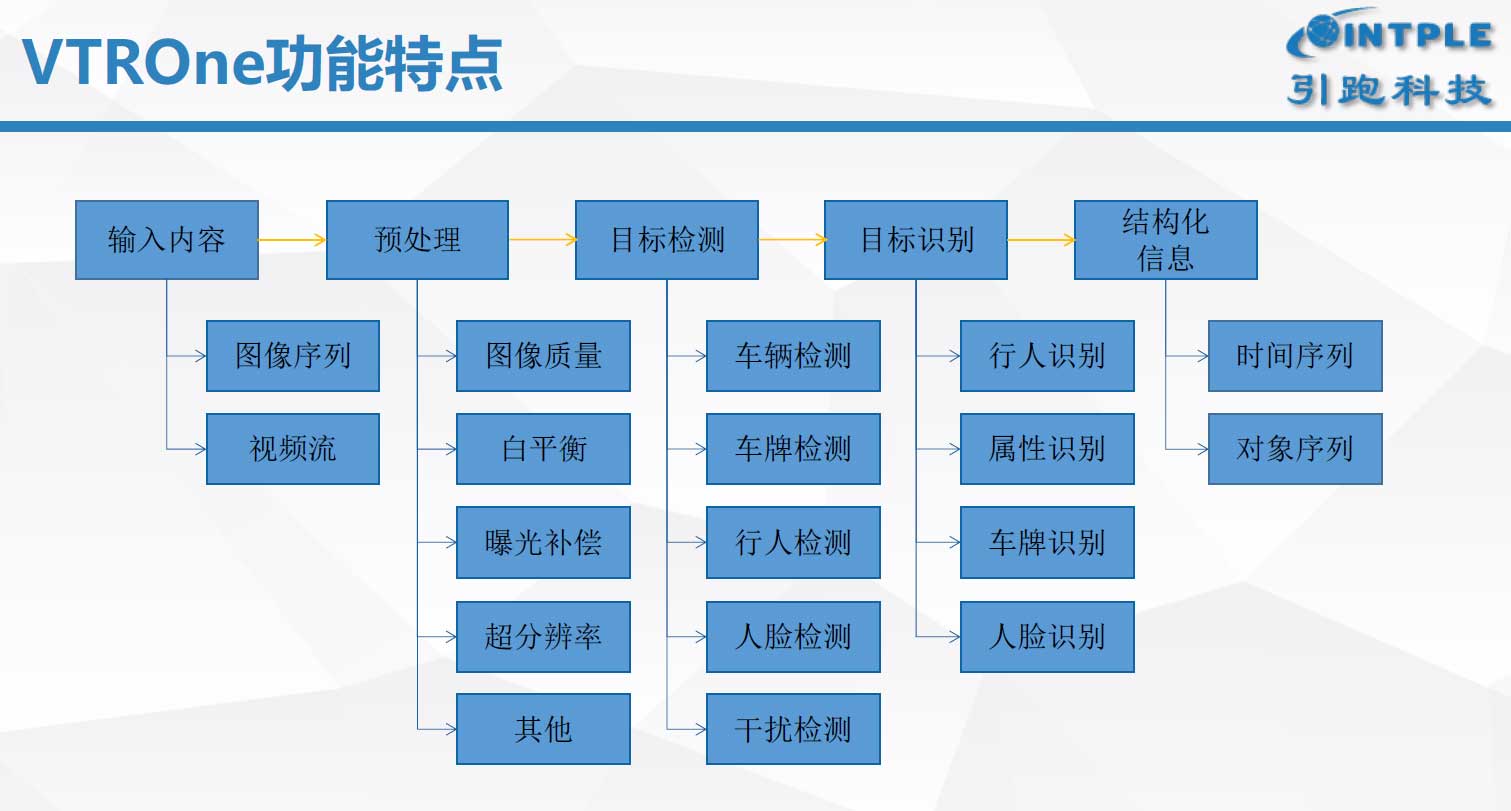 VTROne功能特点
INTPLE
引跑科技
输入内容
预处理
目标检测
目标识别
结构化
信息
图像序列
图像质量
车辆检测
行人识别
时间序列
视频流
白平衡
车牌检测
属性识别
对象序列
曝光补偿
行人检测
车牌识别
超分辨率
人脸检测
人脸识别
其他
干扰检测